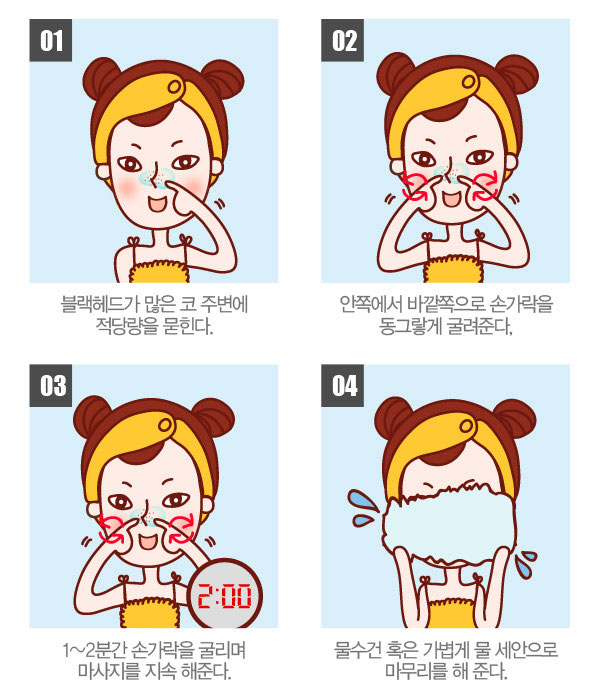 01
02
블랙헤드가 많은 코 주변에
적당량을 묻힌다.
안쪽에서 바깥쪽으로 손가락을
동그랗게 굴려준다,
03
2:00
04
1~2분간 손가락을 굴리며
마사지를 지속 해준다.
물수건 혹은 가볍게 물 세안으로
마무리를 해 준다.